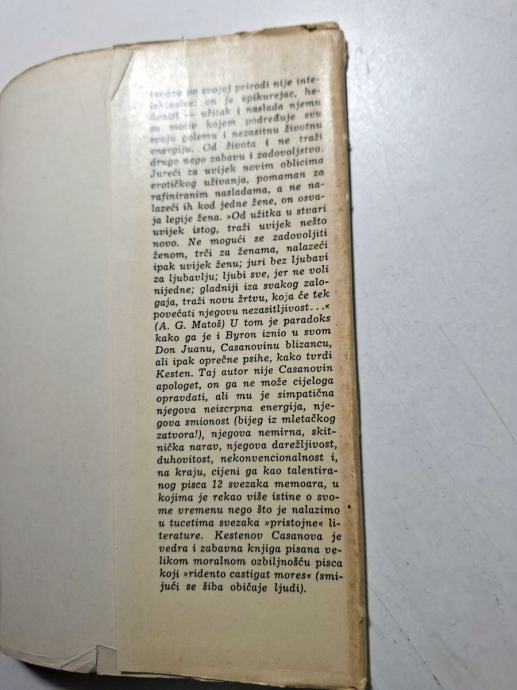 tekture po svojoj prirodi nije inte-
lektualac: on je epikurejac, he-
donist — užitak i naslada njemu
su motiv kojem podređuje svu
svoju golemu i nezasitnu životnu
energiju. Od života i ne traži
drugo nego zabavu i zadovoljstvo.
Jureći za uvijek novim oblicima
erotičkog uživanja, pomaman za
rafiniranim nasladama, a ne na-
lazeći ih kod jedne žene, on osva-
ja legije žena. »Od užitka u stvari
uvijek istog, traži uvijek nešto
novo. Ne mogući se zadovoljiti
ženom, trči za ženama, nalazeći
ipak uvijek ženu; juri bez ljubavi
za ljubavlju; ljubi sve, jer ne voli
nijedne; gladniji iza svakog zalo-
gaja, traži novu žrtvu, koja će tek
povećati njegovu nezasitljivost...«
(A. G. Matoš) U tom je paradoks
kako ga je i Byron iznio u svom
Don Juanu, Casanovinu blizancu,
ali ipak oprečne psihe, kako tvrdi
Kesten. Taj autor nije Casanovin
apologet, on ga ne može cijeloga
opravdati, ali mu je simpatična
njegova neiscrpna energija, nje-
gova smionost (bijeg iz mletačkog
zatvora!), njegova nemirna, skit-
nička narav, njegova darežljivost,
duhovitost, nekonvencionalnost i,
na kraju, cijeni ga kao talentira-
nog pisca 12 svezaka memoara, u
kojima je rekao više istine o svo-
me vremenu nego što je nalazimo
u tucetima svezaka »pristojne« li-
terature. Kestenov Casanova je
vedra i zabavna knjiga pisana ve-
likom moralnom ozbiljnošću pisca
koji »ridento castigat mores« (smi-
jući se šiba običaje ljudi).